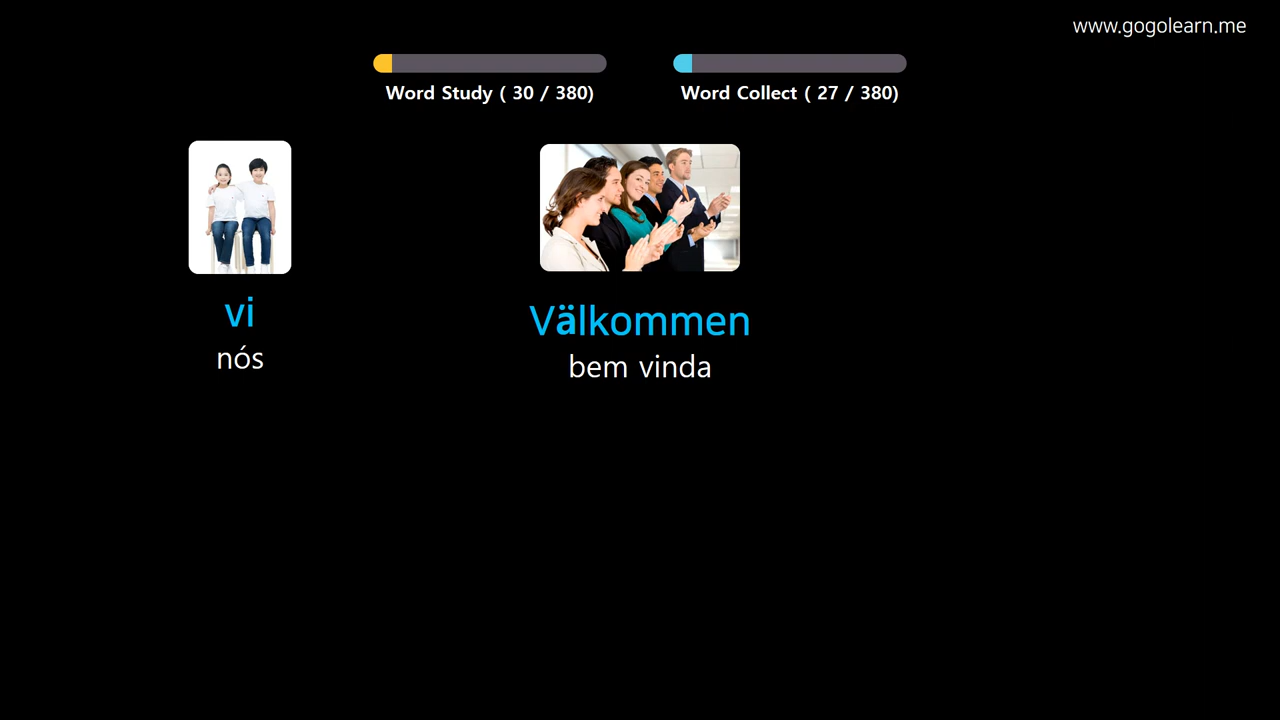 www.gogolearn.me
Word Study ( 30 / 380)
Word Collect ( 27 / 380)
vi
nós
Välkommen
bem vinda